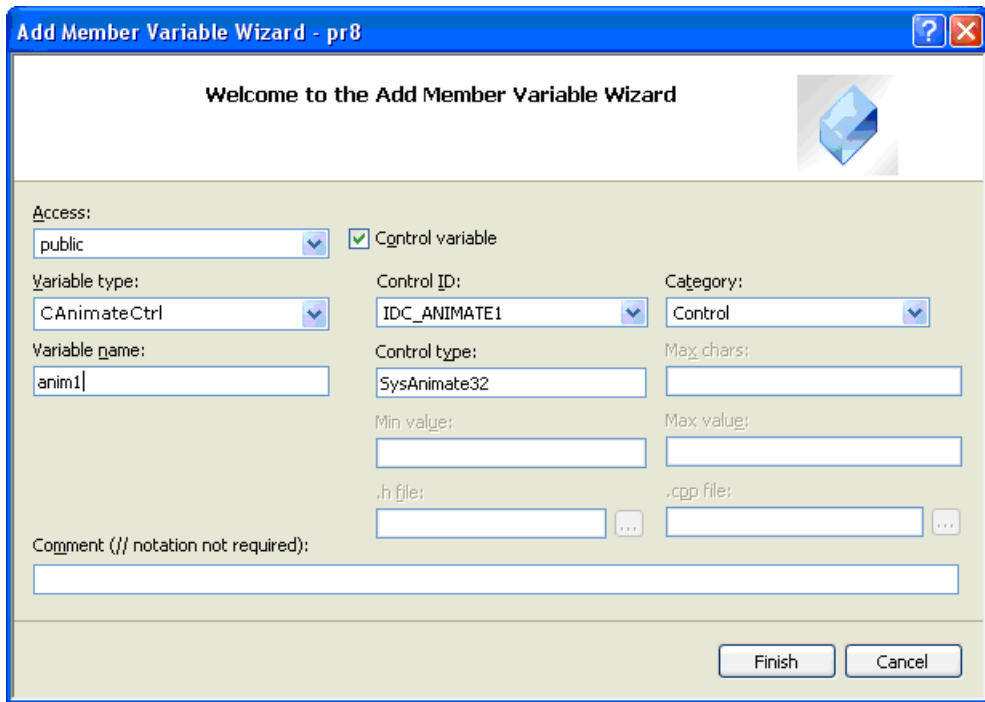 Add Member Variable Wizard - pr8
Welcome to the Add Member Variable Wizard
Access:
public
Control variable
Variable type:
CAnimateCtrl
Control ID:
IDC_ANIMATE1
Category:
Control
Variable name:
anim1
Control type:
SysAnimate32
Max chars:
Min value:
Max value:
.h file:
...
.cpp file:
...
Comment (// notation not required):
Finish
Cancel